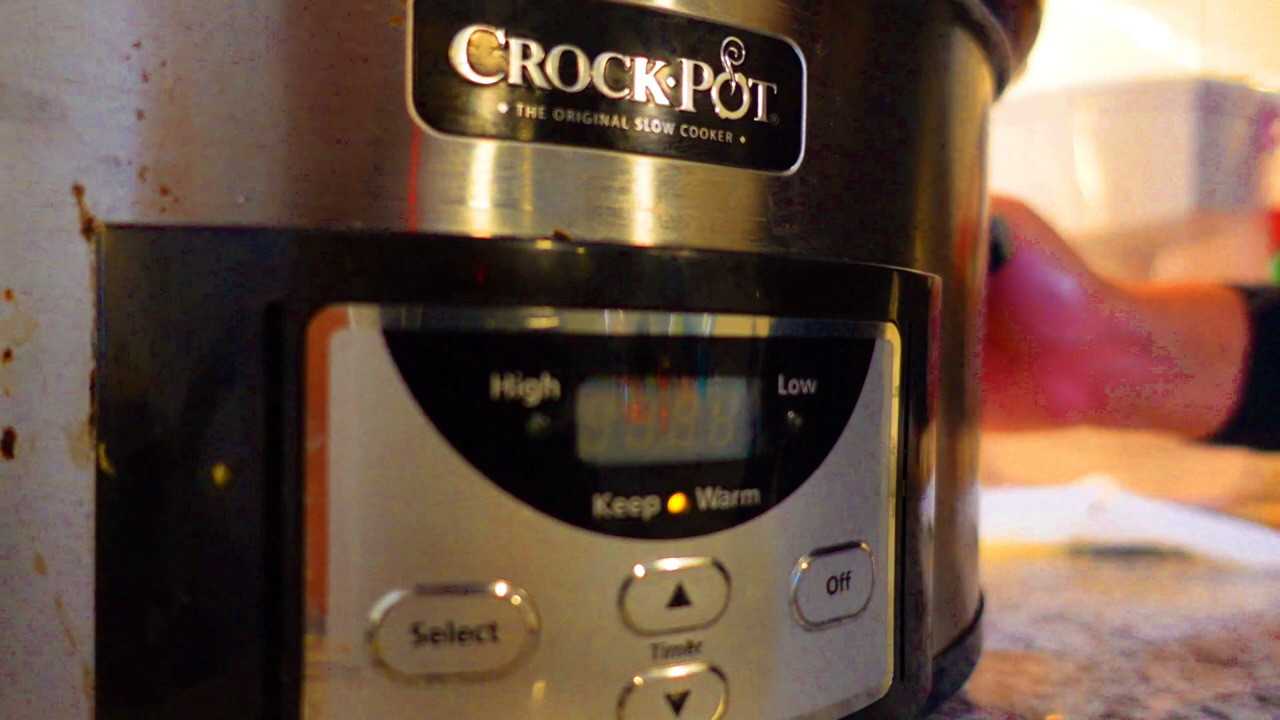 CROCK•POT®
• THE ORIGINAL SLOW COOKER •
High
Low
Keep Warm
Off
Select
Timer